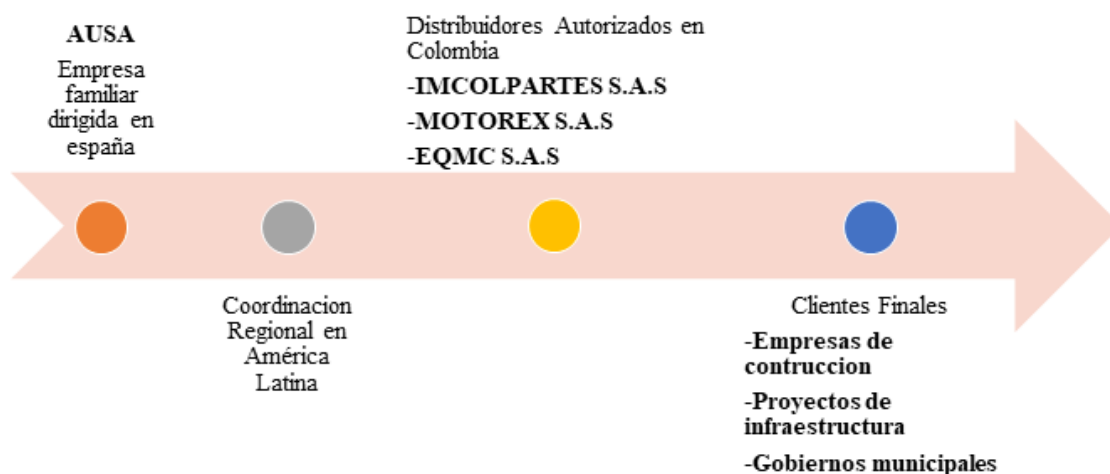 AUSA
Empresa
familiar
dirigida en
españa
Coordinacion
Regional en
América
Latina
Distribuidores Autorizados en
Colombia
-IMCOLPARTES S.A.S
-MOTOREX S.A.S
-EQMC S.A.S
Clientes Finales
-Empresas de
contruccion
-Proyectos de
infraestructura
-Gobiernos municipales